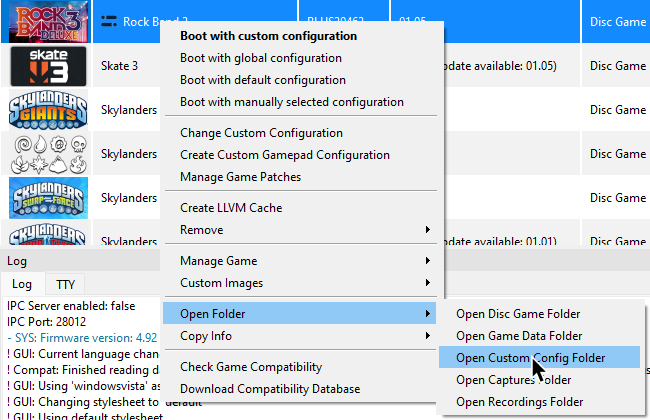 ROCK BAND 3 DELUXE
Rock Band 3
BLUS30463
01.05
Disc Game
Boot with custom configuration
Boot with global configuration
Boot with default configuration
Boot with manually selected configuration
SKATE 3
Skate 3
pdate available: 01.05)
Disc Game
SKYLANDERS GIANTS
Skylanders
Disc Game
Change Custom Configuration
Create Custom Gamepad Configuration
Manage Game Patches
Skylanders
Disc Game
SKYLANDERS SWAP FORCE
Skylanders
Disc Game
Create LLVM Cache
Remove
SKYLANDERS
Skylanders
pdate available: 01.01)
Disc Game
Log
Manage Game
Log
TTY
Custom Images
IPC Server enabled: false
IPC Port: 28012
Open Folder
Open Disc Game Folder
- SYS: Firmware version: 4.92
Copy Info
Open Game Data Folder
! GUI: Current language chan
! Compat: Finished reading d
Check Game Compatibility
Open Custom Config Folder
! GUI: Using 'windowsvista' as
Download Compatibility Database
Open Captures Folder
! GUI: Changing stylesheet to default
Open Recordings Folder
! GUI: Using default stylesheet